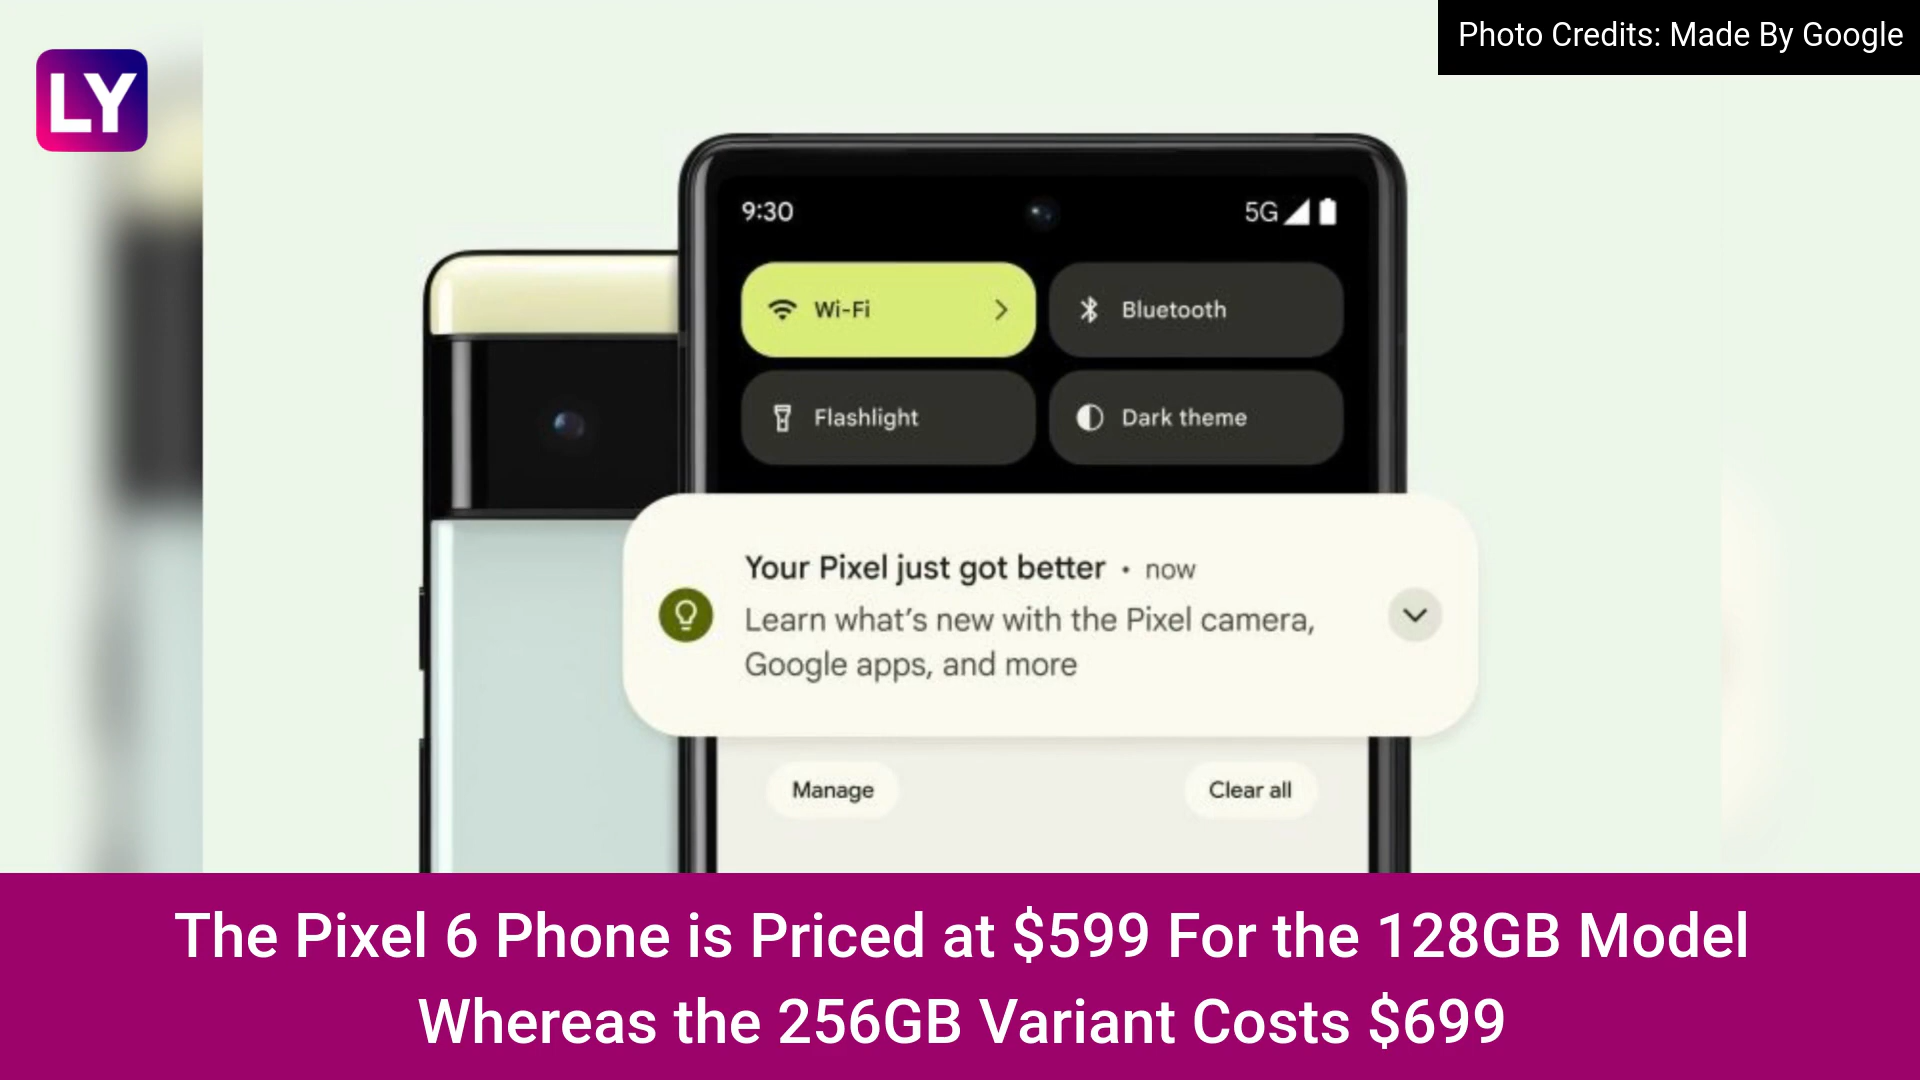 LY
Photo Credits: Made By Google
9:30
5G
Wi-Fi
Bluetooth
Flashlight
Dark theme
Your Pixel just got better • now
Learn what’s new with the Pixel camera,
Google apps, and more
Manage
Clear all
The Pixel 6 Phone is Priced at $599 For the 128GB Model
Whereas the 256GB Variant Costs $699